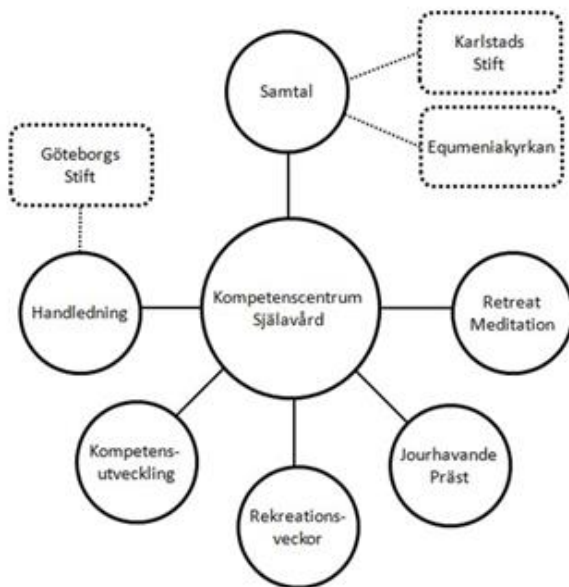 Karlstads
Stift
Samtal
Equmeniakyrkan
Göteborgs
Stift
Handledning
Kompetenscentrum
Själavård
Retreat
Meditation
Kompetens-
utveckling
Jourhavande
Präst
Rekreations-
veckor